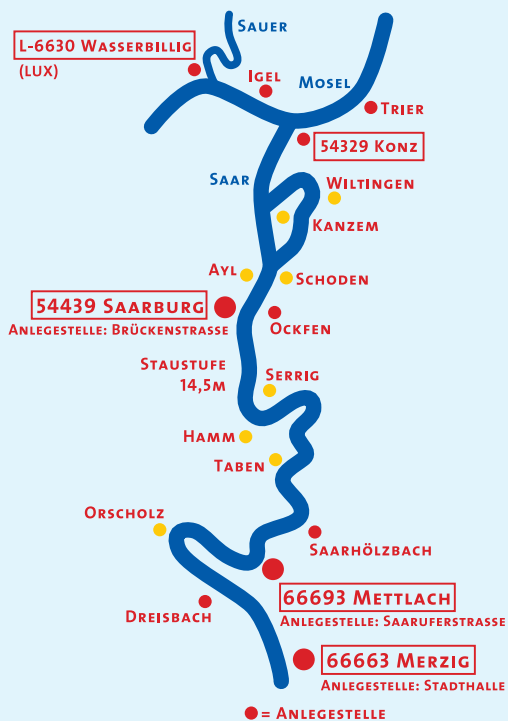 SAUER
L-6630 WASSERBILLIG
(LUX)
IGEL
MOSEL
TRIER
54329 KONZ
SAAR
WILTINGEN
KANZEM
AYL
SCHODEN
54439 SAARBURG
ANLEGESTELLE: BRÜCKENSTRASSE
OCKFEN
STAUSTUFE
14,5M
SERRIG
HAMM
TABEN
ORSCHOLZ
SAARHÖLZBACH
66693 METTLACH
ANLEGESTELLE: SAARUFERSTRASSE
DREISBACH
66663 MERZIG
ANLEGESTELLE: STADTHALLE
= ANLEGESTELLE